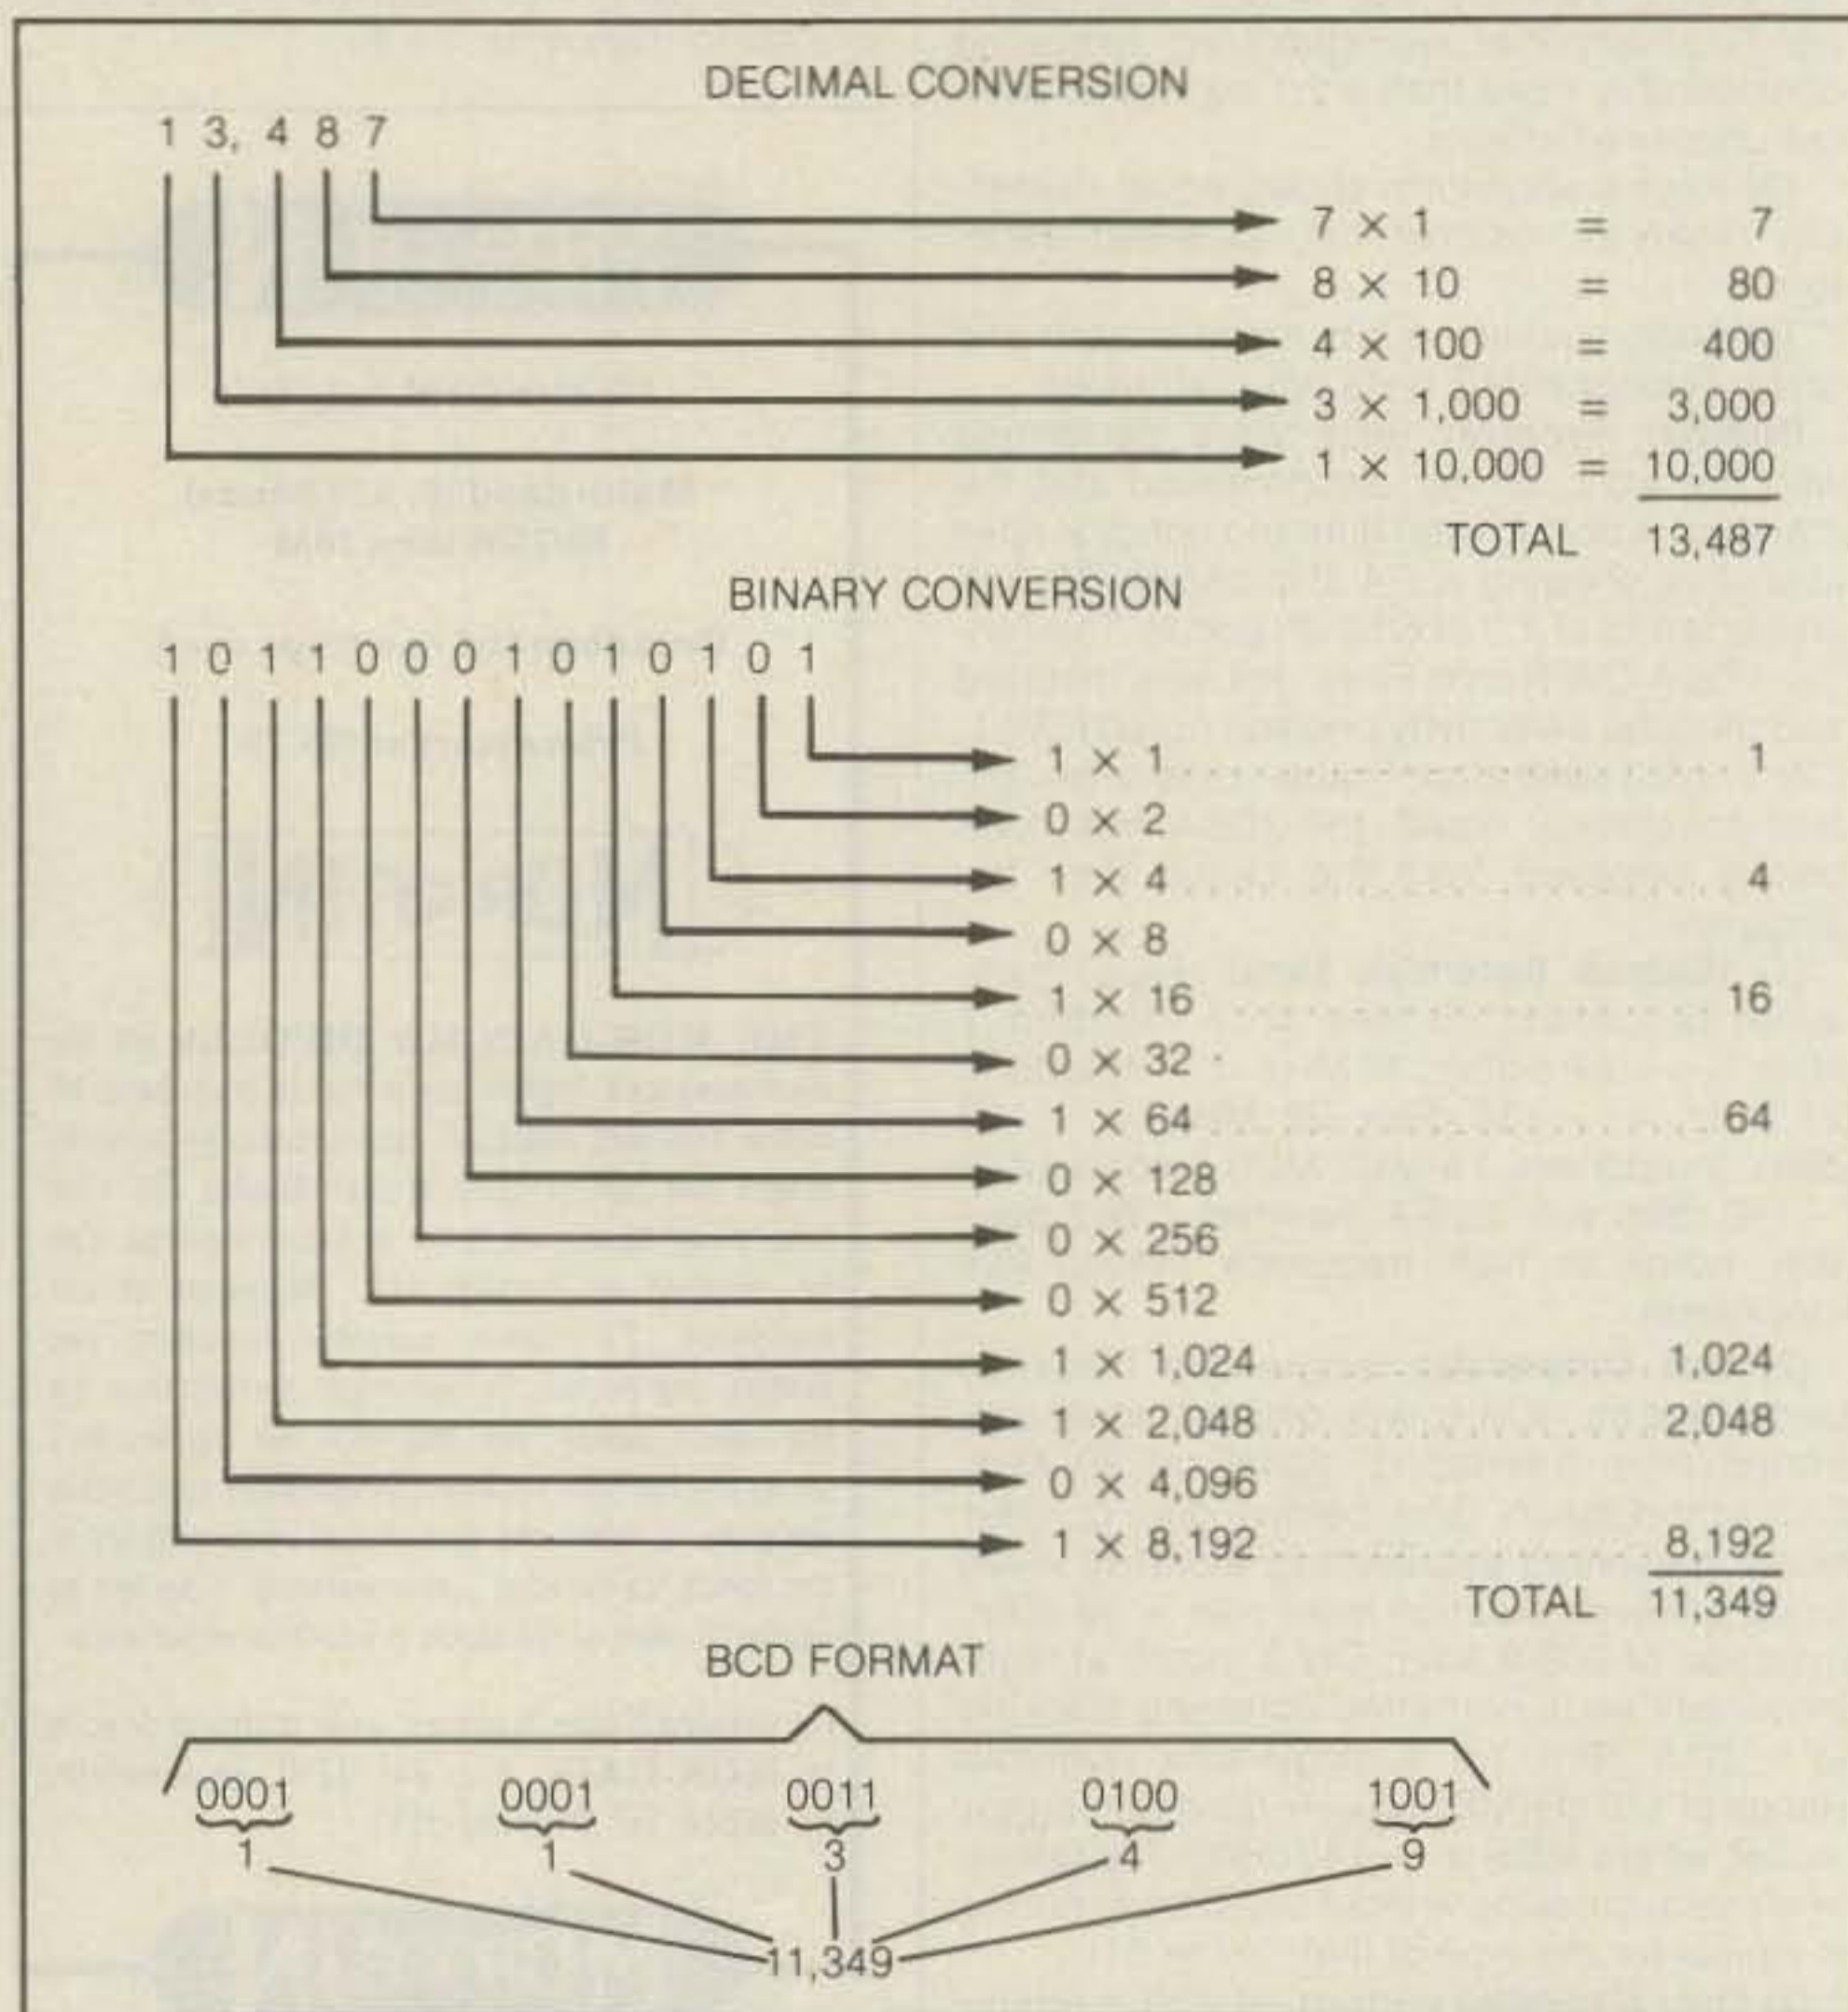 DECIMAL CONVERSION
1 3, 4 8 7
7 × 1 = 7
8 × 10 = 80
4 × 100 = 400
3 × 1,000 = 3,000
1 × 10,000 = 10,000
TOTAL 13,487
BINARY CONVERSION
1 0 1 1 0 0 0 1 0 1 0 1 0 1
1 × 1 1
0 × 2
1 × 4 4
0 × 8
1 × 16 16
0 × 32
1 × 64 64
0 × 128
0 × 256
0 × 512
1 × 1,024 1,024
1 × 2,048 2,048
0 × 4,096
1 × 8,192 8,192
TOTAL 11,349
BCD FORMAT
0001 0001 0011 0100 1001
1 1 3 4 9
11,349